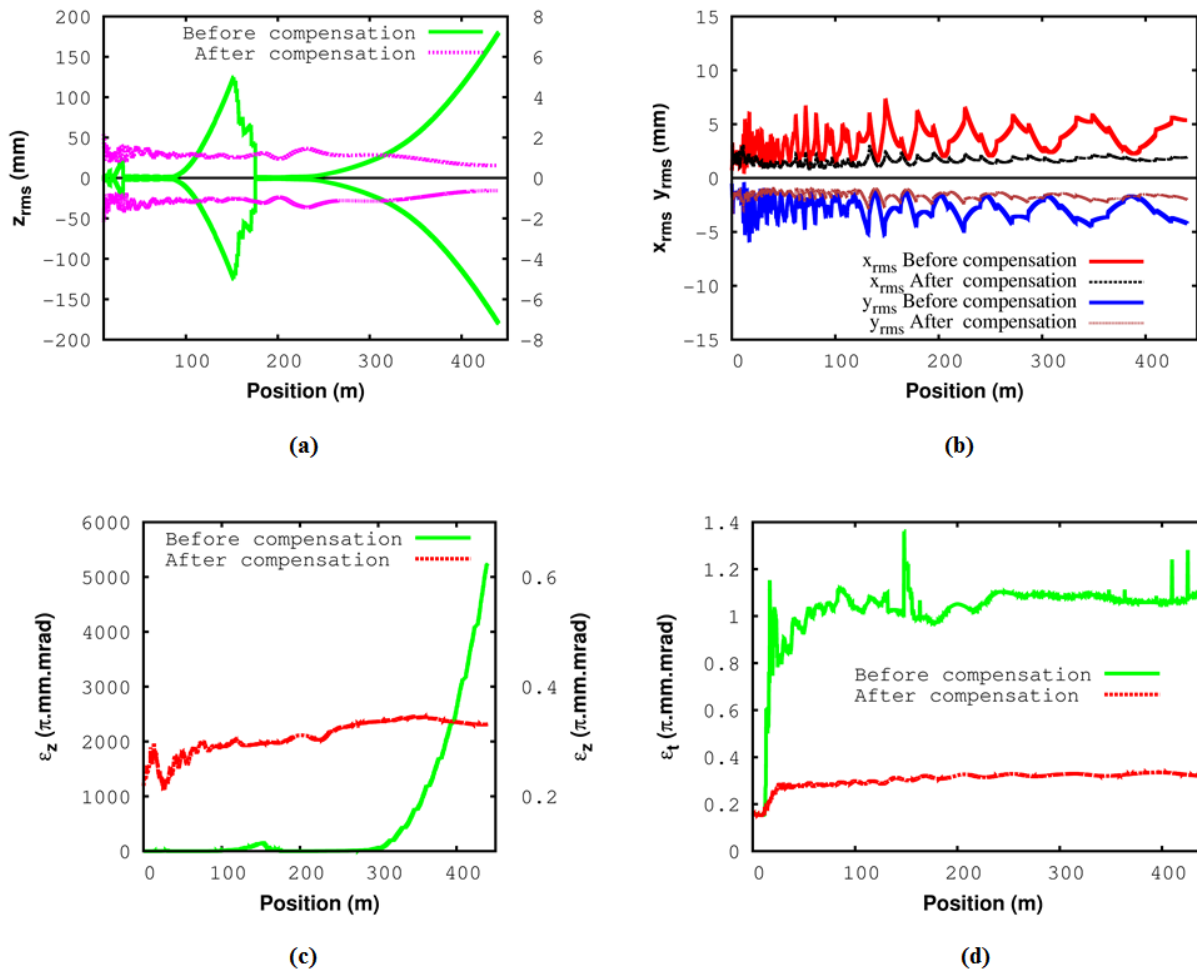 200
150
100
50
0
−50
−100
−150
−200
8
6
4
2
0
−2
−4
−6
−8
Before compensation
After compensation
z_rms (mm)
100 200 300 400
Position (m)
(a)
15
10
5
0
−5
−10
−15
x_rms y_rms (mm)
x_rms Before compensation
x_rms After compensation
y_rms Before compensation
y_rms After compensation
0 100 200 300 400
Position (m)
(b)
6000
5000
4000
3000
2000
1000
0
Before compensation
After compensation
ε_z (π.mm.mrad)
0.6
0.4
0.2
ε_z (π.mm.mrad)
0 100 200 300 400
Position (m)
(c)
1.4
1.2
1
0.8
0.6
0.4
0.2
0
ε_t (π.mm.mrad)
Before compensation
After compensation
0 100 200 300 400
Position (m)
(d)